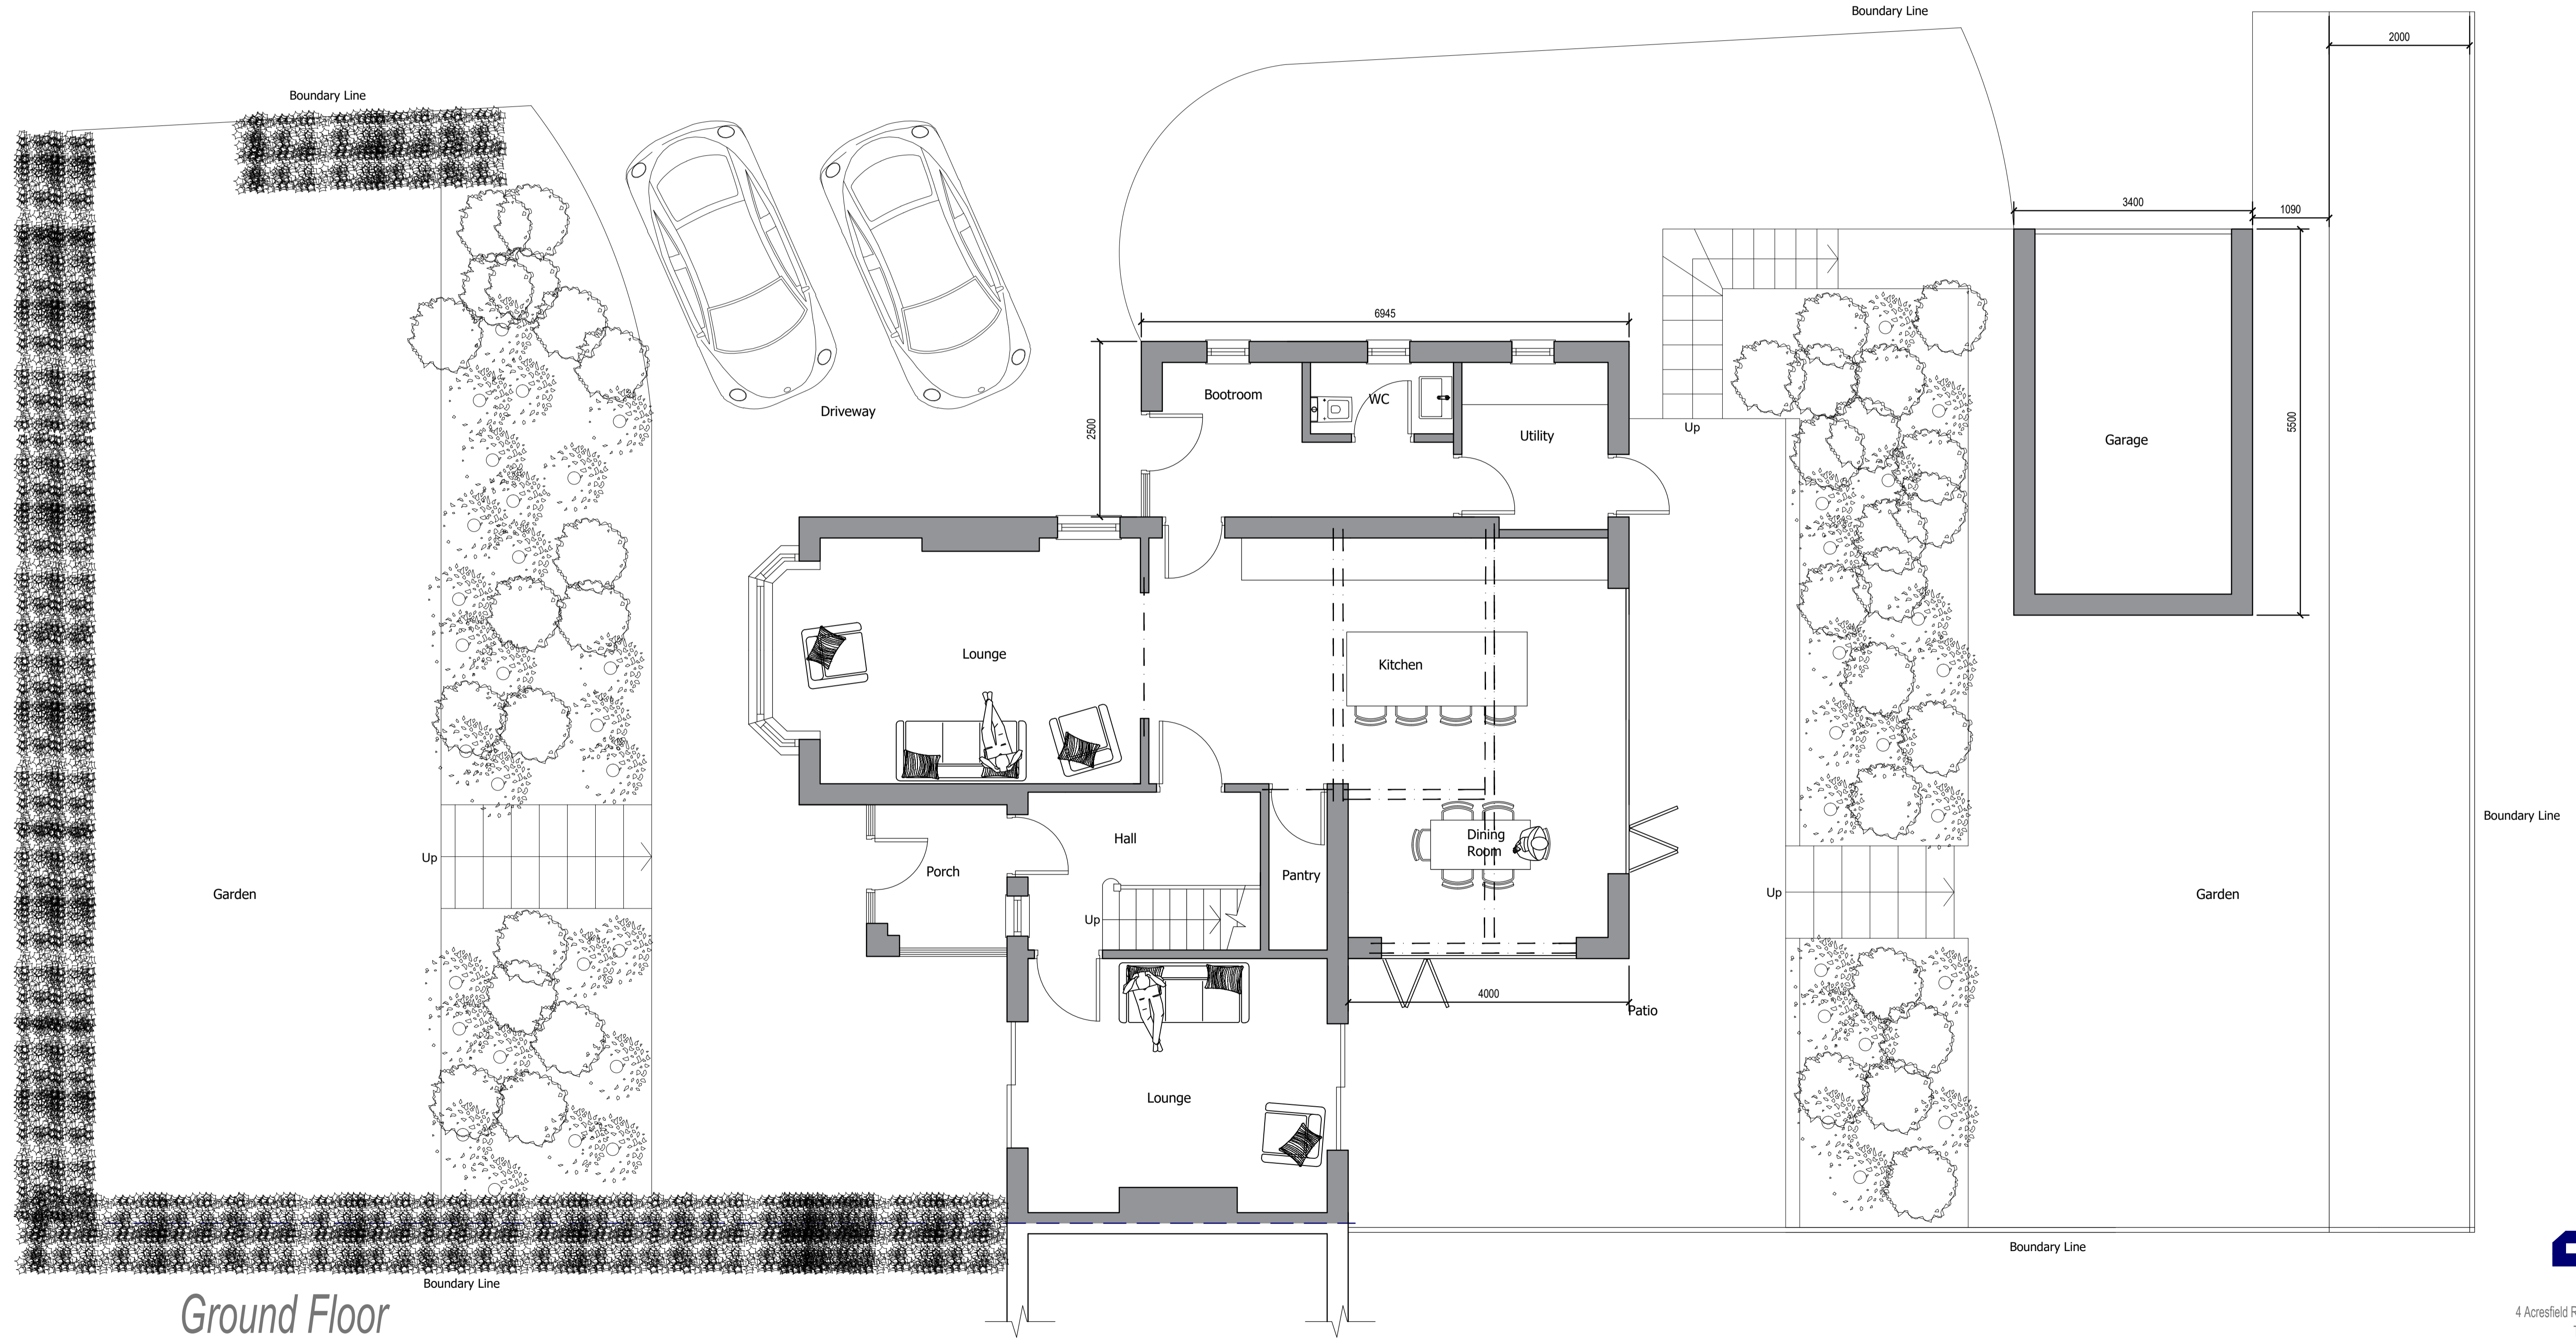 Boundary Line
2000
Boundary Line
3400
1090
6945
Driveway
2500
Bootroom
WC
Utility
Up
Garage
5500
Lounge
Kitchen
Boundary Line
Hall
Dining
Room
Up
Porch
Pantry
Garden
Up
Up
Garden
4000
Patio
Lounge
Boundary Line
Boundary Line
Ground Floor
4 Acresfield R